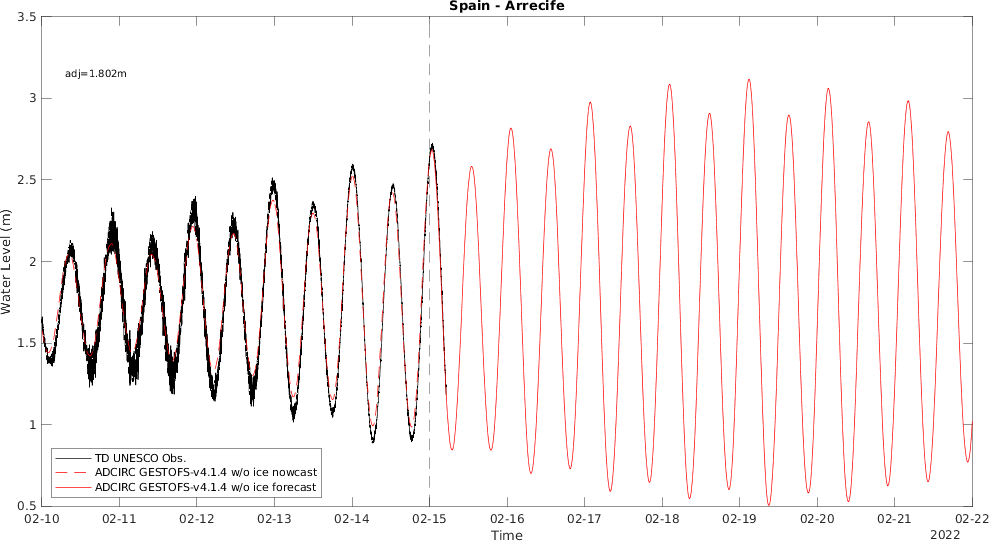 Spain - Arrecife
3.5
3
2.5
2
1.5
1
0.5
Water Level (m)
adj=1.802m
TD UNESCO Obs.
ADCIRC GESTOFS-v4.1.4 w/o ice nowcast
ADCIRC GESTOFS-v4.1.4 w/o ice forecast
02-10 02-11 02-12 02-13 02-14 02-15 02-16 02-17 02-18 02-19 02-20 02-21 02-22
Time
2022